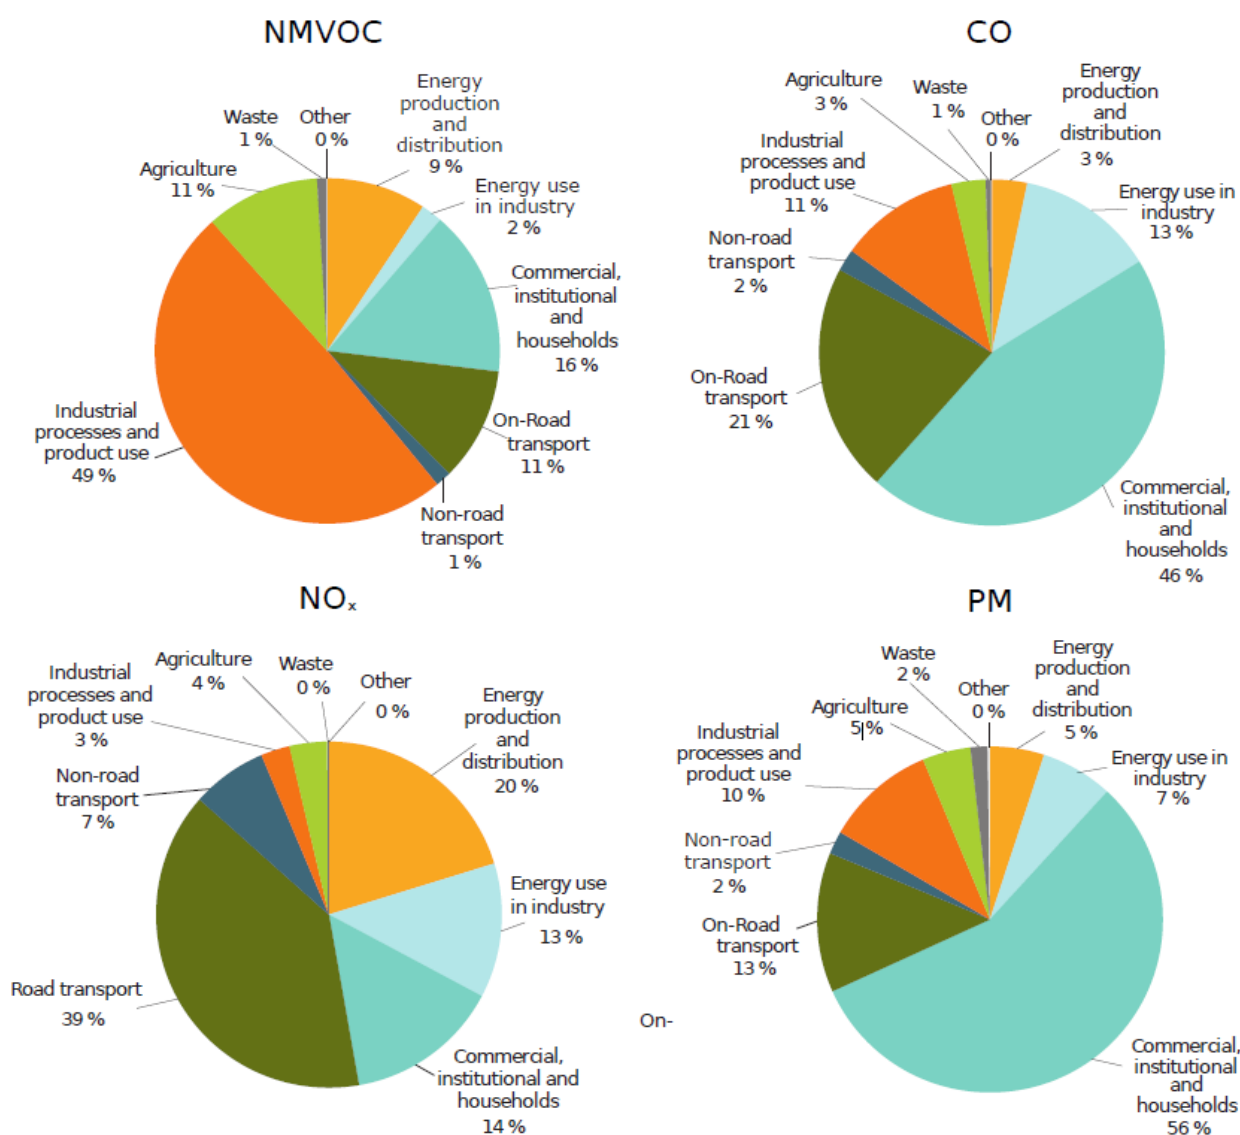 NMVOC
Energy
production
and
distribution
9 %
Waste
1 %
Other
0 %
Agriculture
11 %
Energy use
in industry
2 %
Commercial,
institutional
and
households
16 %
On-Road
transport
11 %
Non-road
transport
1 %
Industrial
processes and
product use
49 %
CO
Energy
production
and
distribution
3 %
Agriculture
3 %
Waste
1 %
Other
0 %
Industrial
processes and
product use
11 %
Energy use in
industry
13 %
Non-road
transport
2 %
On-Road
transport
21 %
Commercial,
institutional
and
households
46 %
NOₓ
Agriculture
4 %
Waste
0 %
Other
0 %
Industrial
processes and
product use
3 %
Energy
production
and
distribution
20 %
Non-road
transport
7 %
Energy use
in industry
13 %
Road transport
39 %
Commercial,
institutional and
households
14 %
PM
Waste
2 %
Energy
production
and
distribution
5 %
Other
0 %
Agriculture
5 %
Industrial
processes and
product use
10 %
Energy use in
industry
7 %
Non-road
transport
2 %
On-Road
transport
13 %
On-
Commercial,
institutional
and
households
56 %